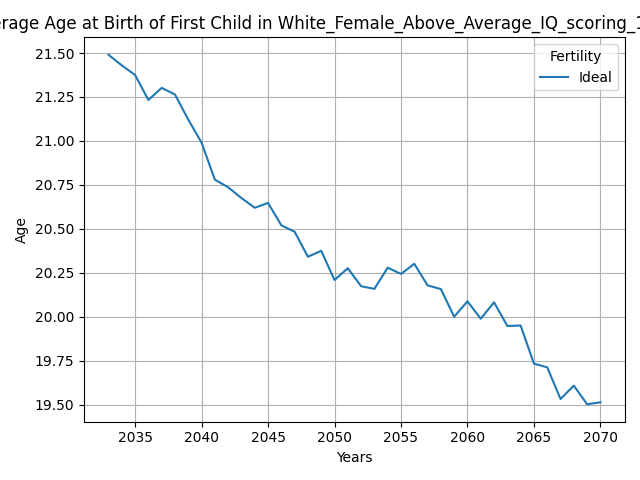 Average Age at Birth of First Child in White_Female_Above_Average_IQ_scoring_1
Fertility
Ideal
21.50
21.25
21.00
20.75
20.50
20.25
20.00
19.75
19.50
Age
2035 2040 2045 2050 2055 2060 2065 2070
Years